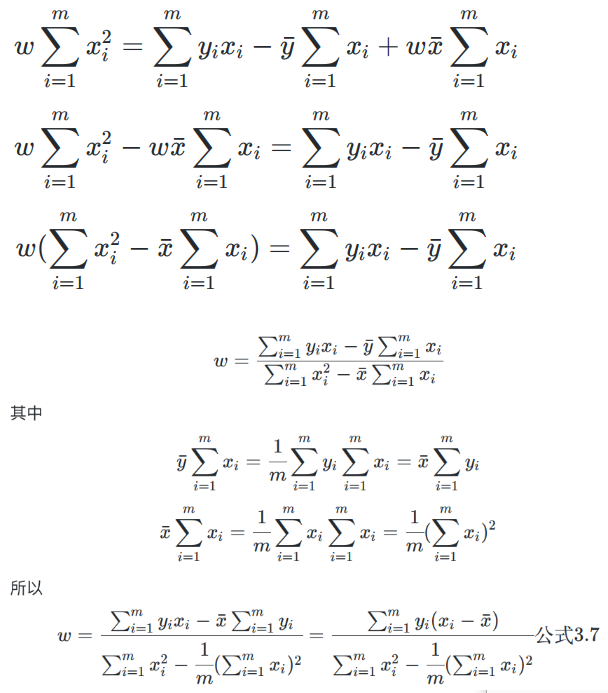 w\sum_{i=1}^{m} x_i^2 = \sum_{i=1}^{m} y_i x_i - \bar{y}\sum_{i=1}^{m} x_i + w\bar{x}\sum_{i=1}^{m} x_i
w\sum_{i=1}^{m} x_i^2 - w\bar{x}\sum_{i=1}^{m} x_i = \sum_{i=1}^{m} y_i x_i - \bar{y}\sum_{i=1}^{m} x_i
w(\sum_{i=1}^{m} x_i^2 - \bar{x}\sum_{i=1}^{m} x_i) = \sum_{i=1}^{m} y_i x_i - \bar{y}\sum_{i=1}^{m} x_i
w = \frac{\sum_{i=1}^{m} y_i x_i - \bar{y}\sum_{i=1}^{m} x_i}{\sum_{i=1}^{m} x_i^2 - \bar{x}\sum_{i=1}^{m} x_i}
其中
\bar{y}\sum_{i=1}^{m} x_i = \frac{1}{m}\sum_{i=1}^{m} y_i \sum_{i=1}^{m} x_i = \bar{x}\sum_{i=1}^{m} y_i
\bar{x}\sum_{i=1}^{m} x_i = \frac{1}{m}\sum_{i=1}^{m} x_i \sum_{i=1}^{m} x_i = \frac{1}{m}(\sum_{i=1}^{m} x_i)^2
所以
w = \frac{\sum_{i=1}^{m} y_i x_i - \bar{x}\sum_{i=1}^{m} y_i}{\sum_{i=1}^{m} x_i^2 - \frac{1}{m}(\sum_{i=1}^{m} x_i)^2} = \frac{\sum_{i=1}^{m} y_i(x_i - \bar{x})}{\sum_{i=1}^{m} x_i^2 - \frac{1}{m}(\sum_{i=1}^{m} x_i)^2} 公式3.7